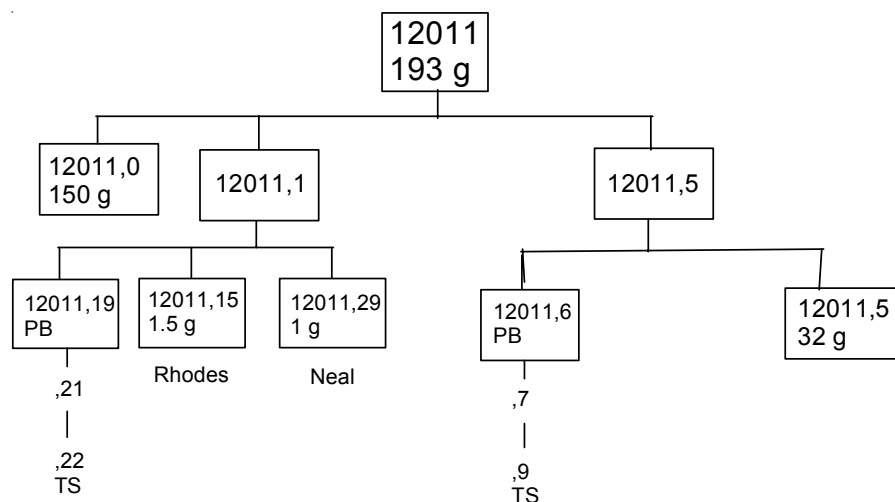 12011
193 g
12011,0
150 g
12011,1
12011,5
12011,19
PB
12011,15
1.5 g
12011,29
1 g
12011,6
PB
12011,5
32 g
Rhodes
Neal
,21
,7
,22
TS
,9
TS